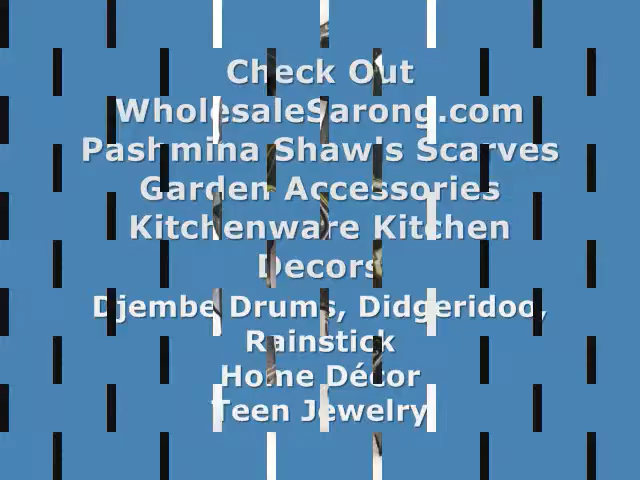 Check Out
WholesaleSarong.com
Pashmina Shawls Scarves
Garden Accessories
Kitchenware Kitchen
Decors
Djembe Drums, Didgeridoo,
Rainstick
Home Décor
Teen Jewelry